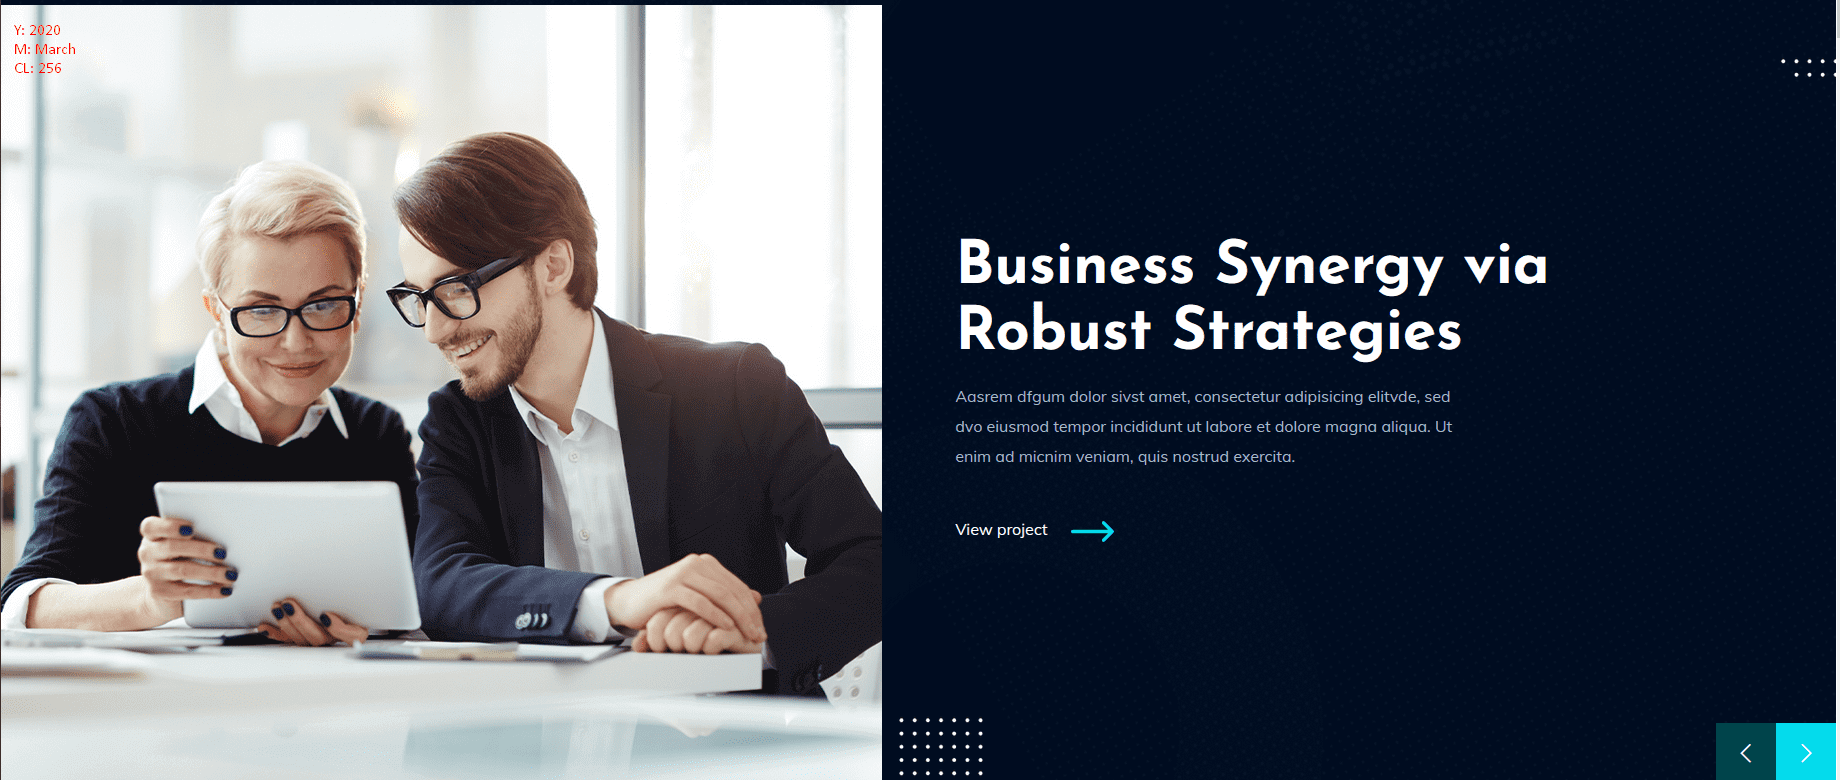 Y: 2020
M: March
CL: 256
Business Synergy via
Robust Strategies
Aasrem dfgum dolor sivst amet, consectetur adipisicing elitvde, sed
dvo eiusmod tempor incididunt ut labore et dolore magna aliqua. Ut
enim ad micnim veniam, quis nostrud exercita.
View project